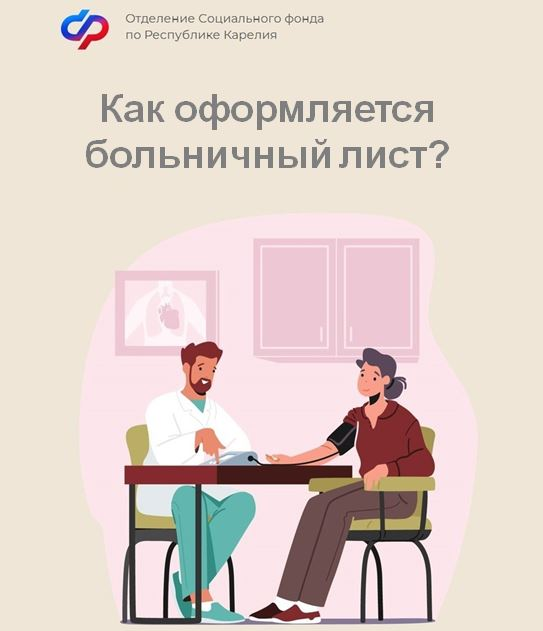 Отделение Социального фонда
по Республике Карелия
Как оформляется
больничный лист?